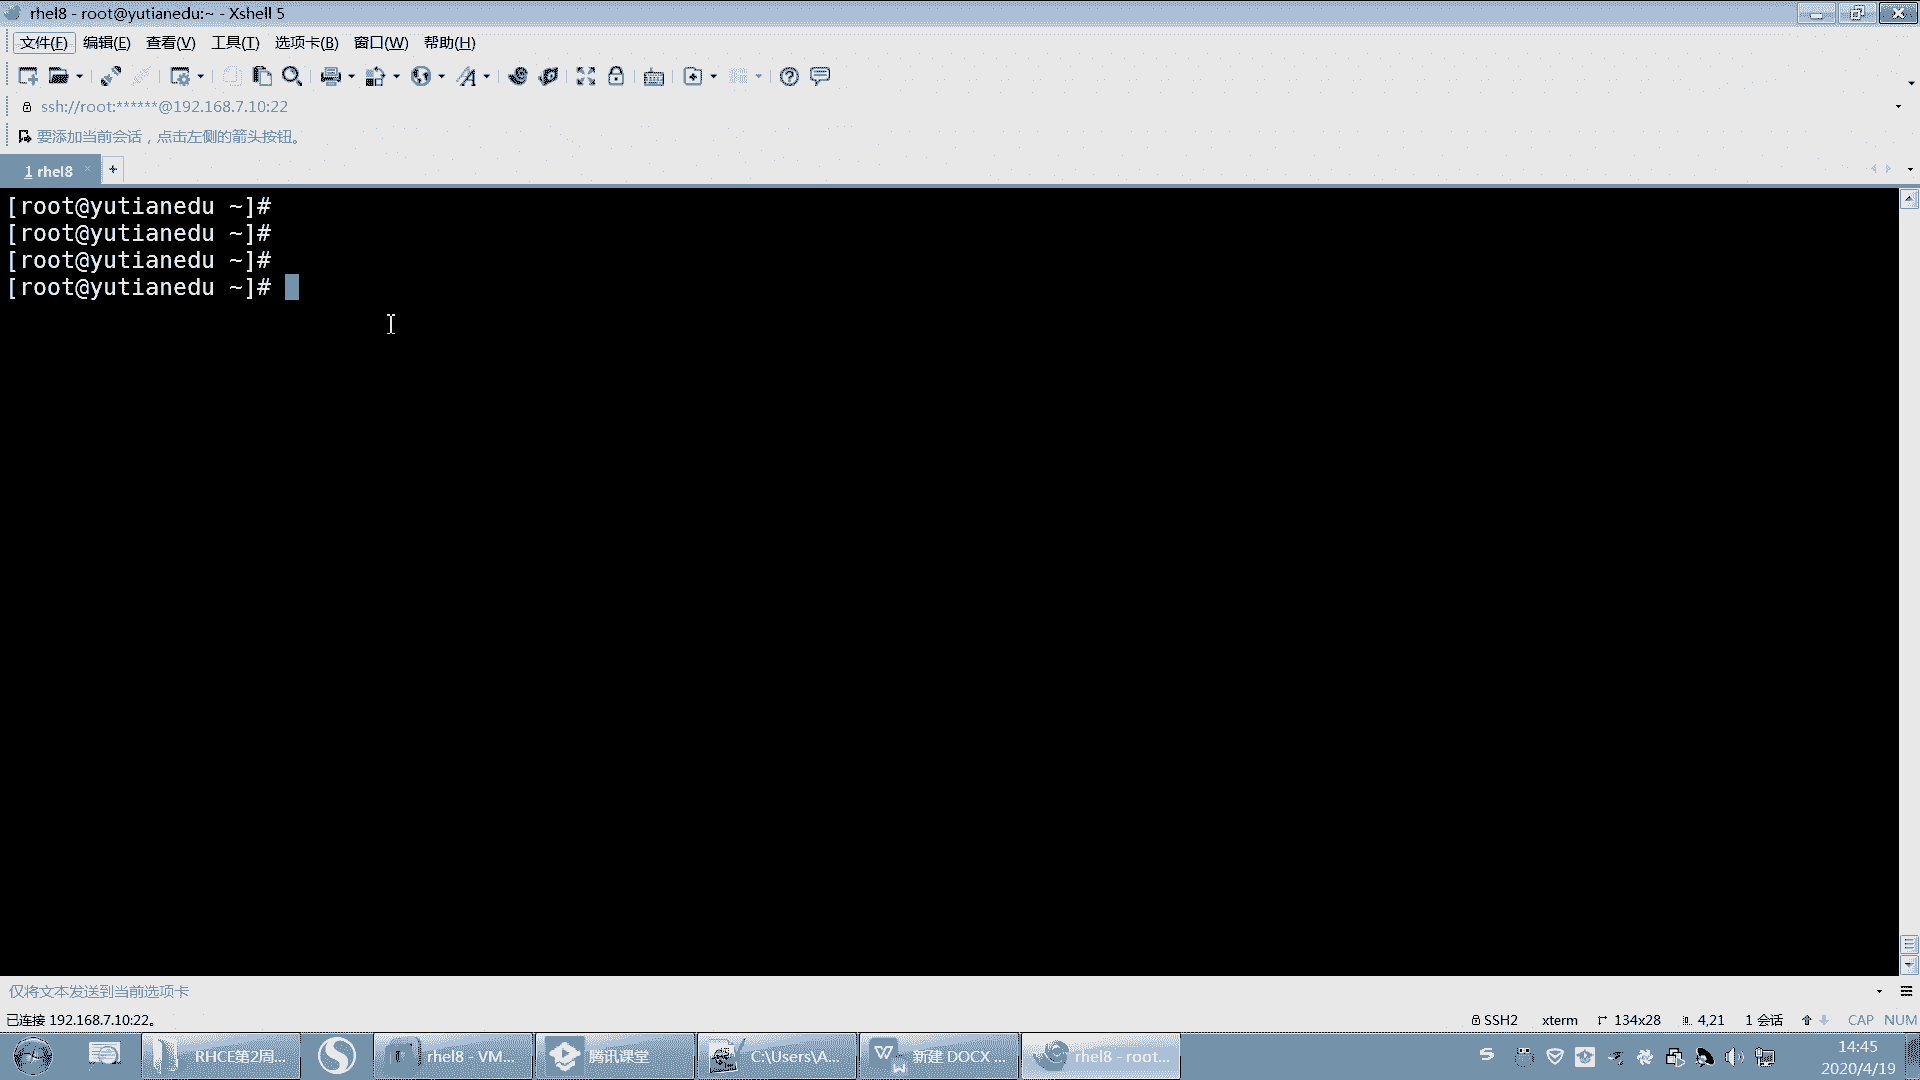 rhel8 - root@yutianedu:~ - Xshell 5
文件(F) 编辑(E) 查看(V) 工具(T) 选项卡(B) 窗口(W) 帮助(H)
ssh://root:******@192.168.7.10:22
要添加当前会话，点击左侧的箭头按钮。
1 rhel8
[root@yutianedu ~]#
[root@yutianedu ~]#
[root@yutianedu ~]#
[root@yutianedu ~]#
仅将文本发送到当前选项卡
已连接 192.168.7.10:22。 SSH2 xterm 134x28 4,21 1 会话 CAP NUM
RHCE第2周... rhel8 - VM... 腾讯课堂 C:\Users\A... 新建 DOCX ... rhel8 - root... 14:45
2020/4/19